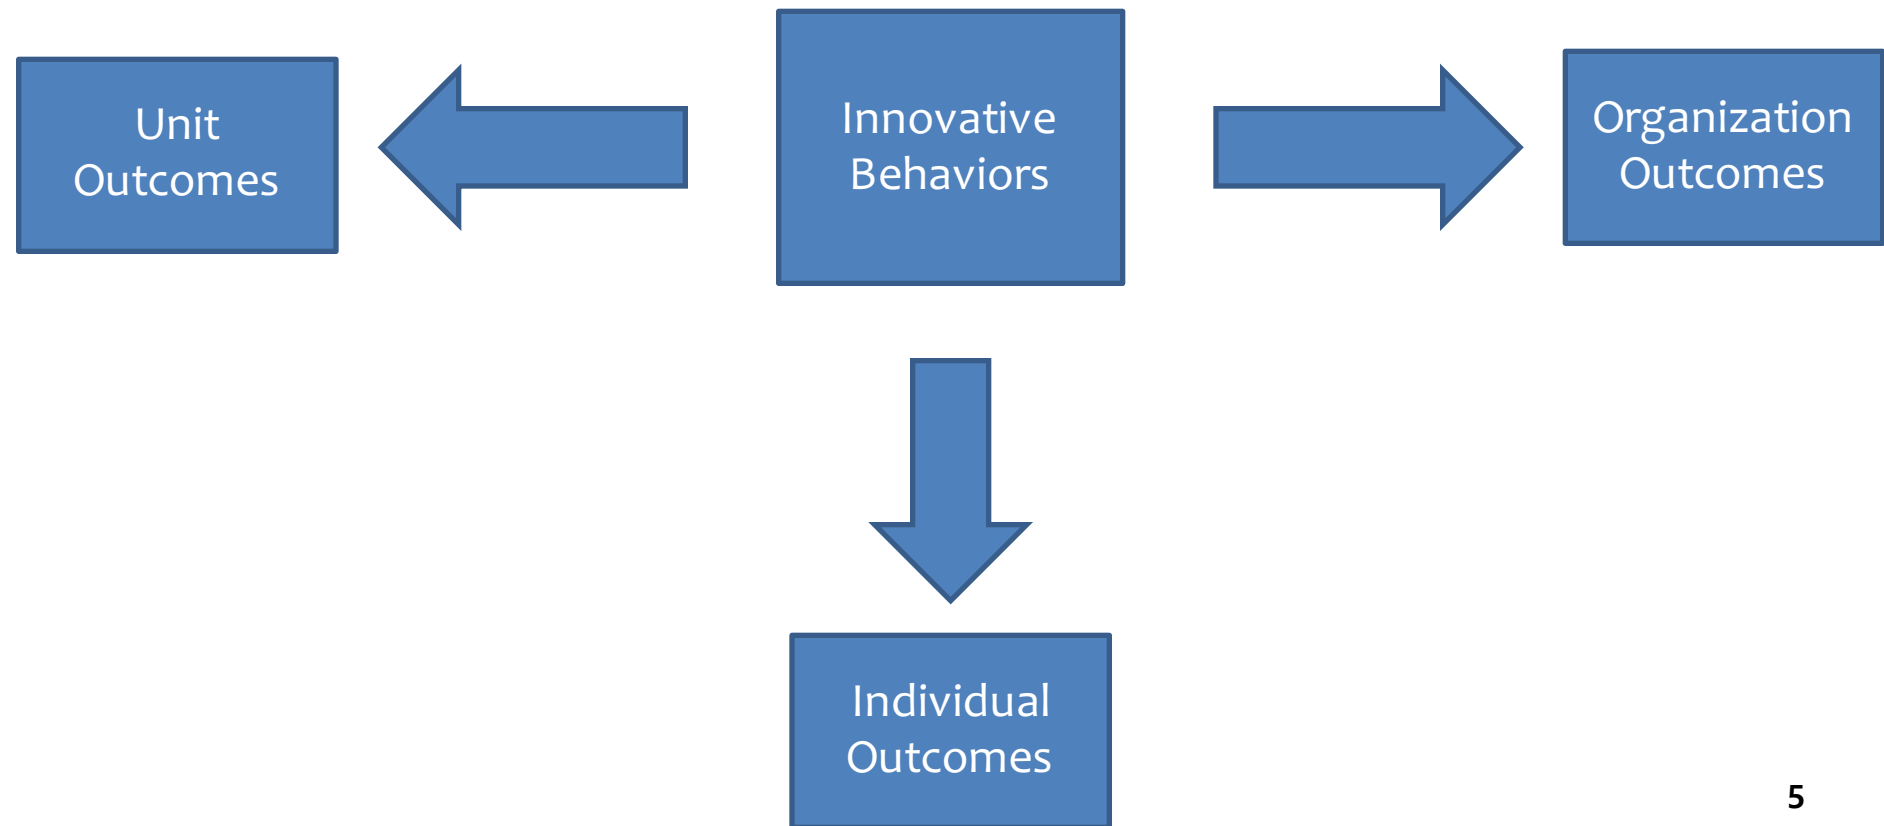 Unit
Outcomes
Innovative
Behaviors
Organization
Outcomes
Individual
Outcomes
5